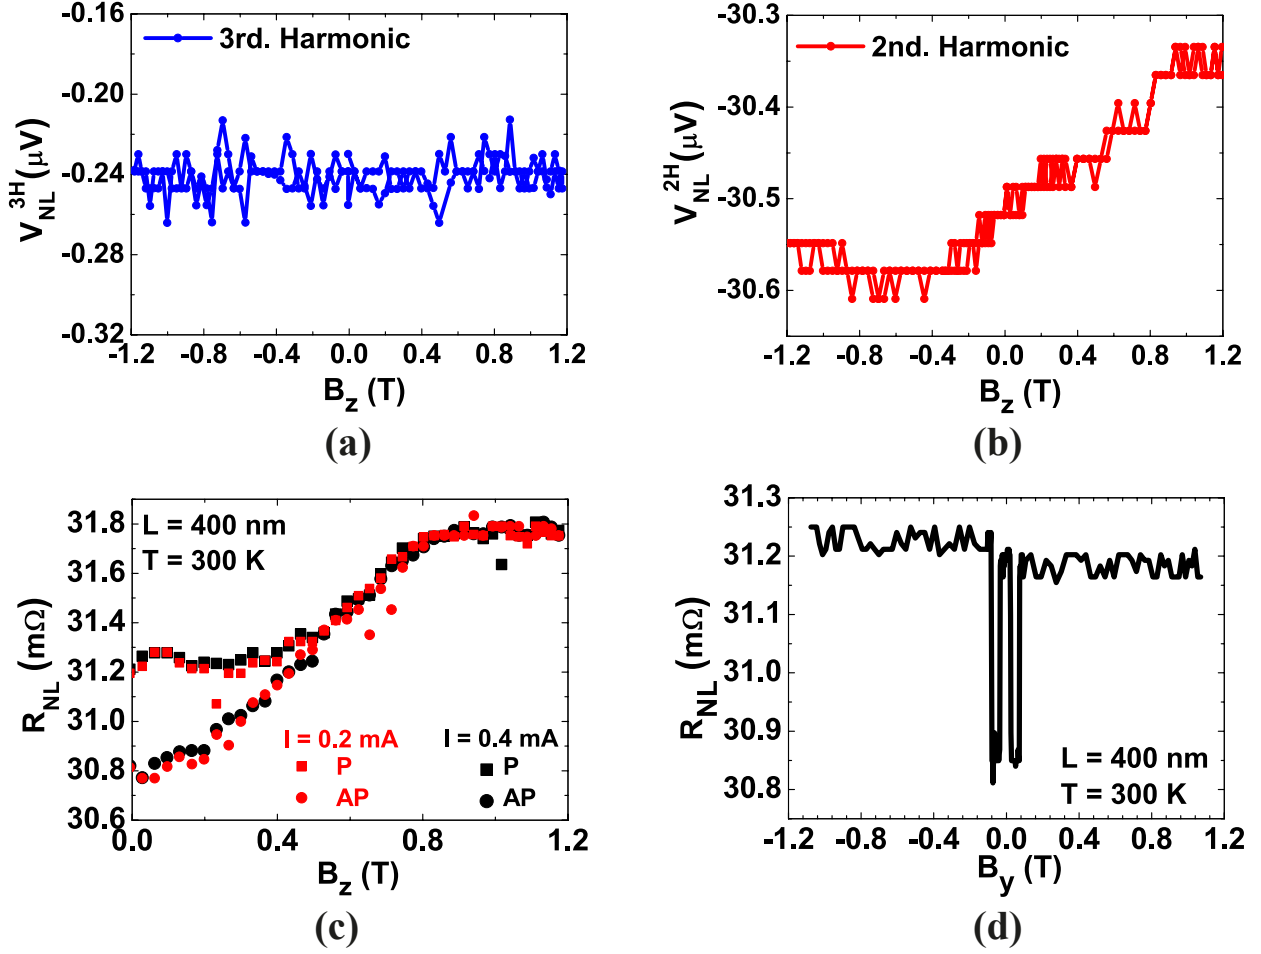 -0.16
-0.20
-0.24
-0.28
-0.32
V_NL^3H (μV)
3rd. Harmonic
-1.2 -0.8 -0.4 0.0 0.4 0.8 1.2
B_z (T)
(a)
-30.3
-30.4
-30.5
-30.6
V_NL^2H (μV)
2nd. Harmonic
-1.2 -0.8 -0.4 0.0 0.4 0.8 1.2
B_z (T)
(b)
31.8
31.6
31.4
31.2
31.0
30.8
30.6
R_NL (mΩ)
L = 400 nm
T = 300 K
I = 0.2 mA I = 0.4 mA
P P
AP AP
0.0 0.4 0.8 1.2
B_z (T)
(c)
31.3
31.2
31.1
31.0
30.9
30.8
R_NL (mΩ)
L = 400 nm
T = 300 K
-1.2 -0.8 -0.4 0.0 0.4 0.8 1.2
B_y (T)
(d)